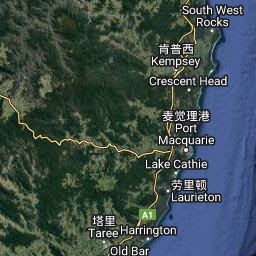 South West
Rocks
肯普西
Kempsey
Crescent Head
麦觉理港
Port
Macquarie
Lake Cathie
劳里顿
Laurieton
A1
塔里
Taree
Harrington
Old Bar